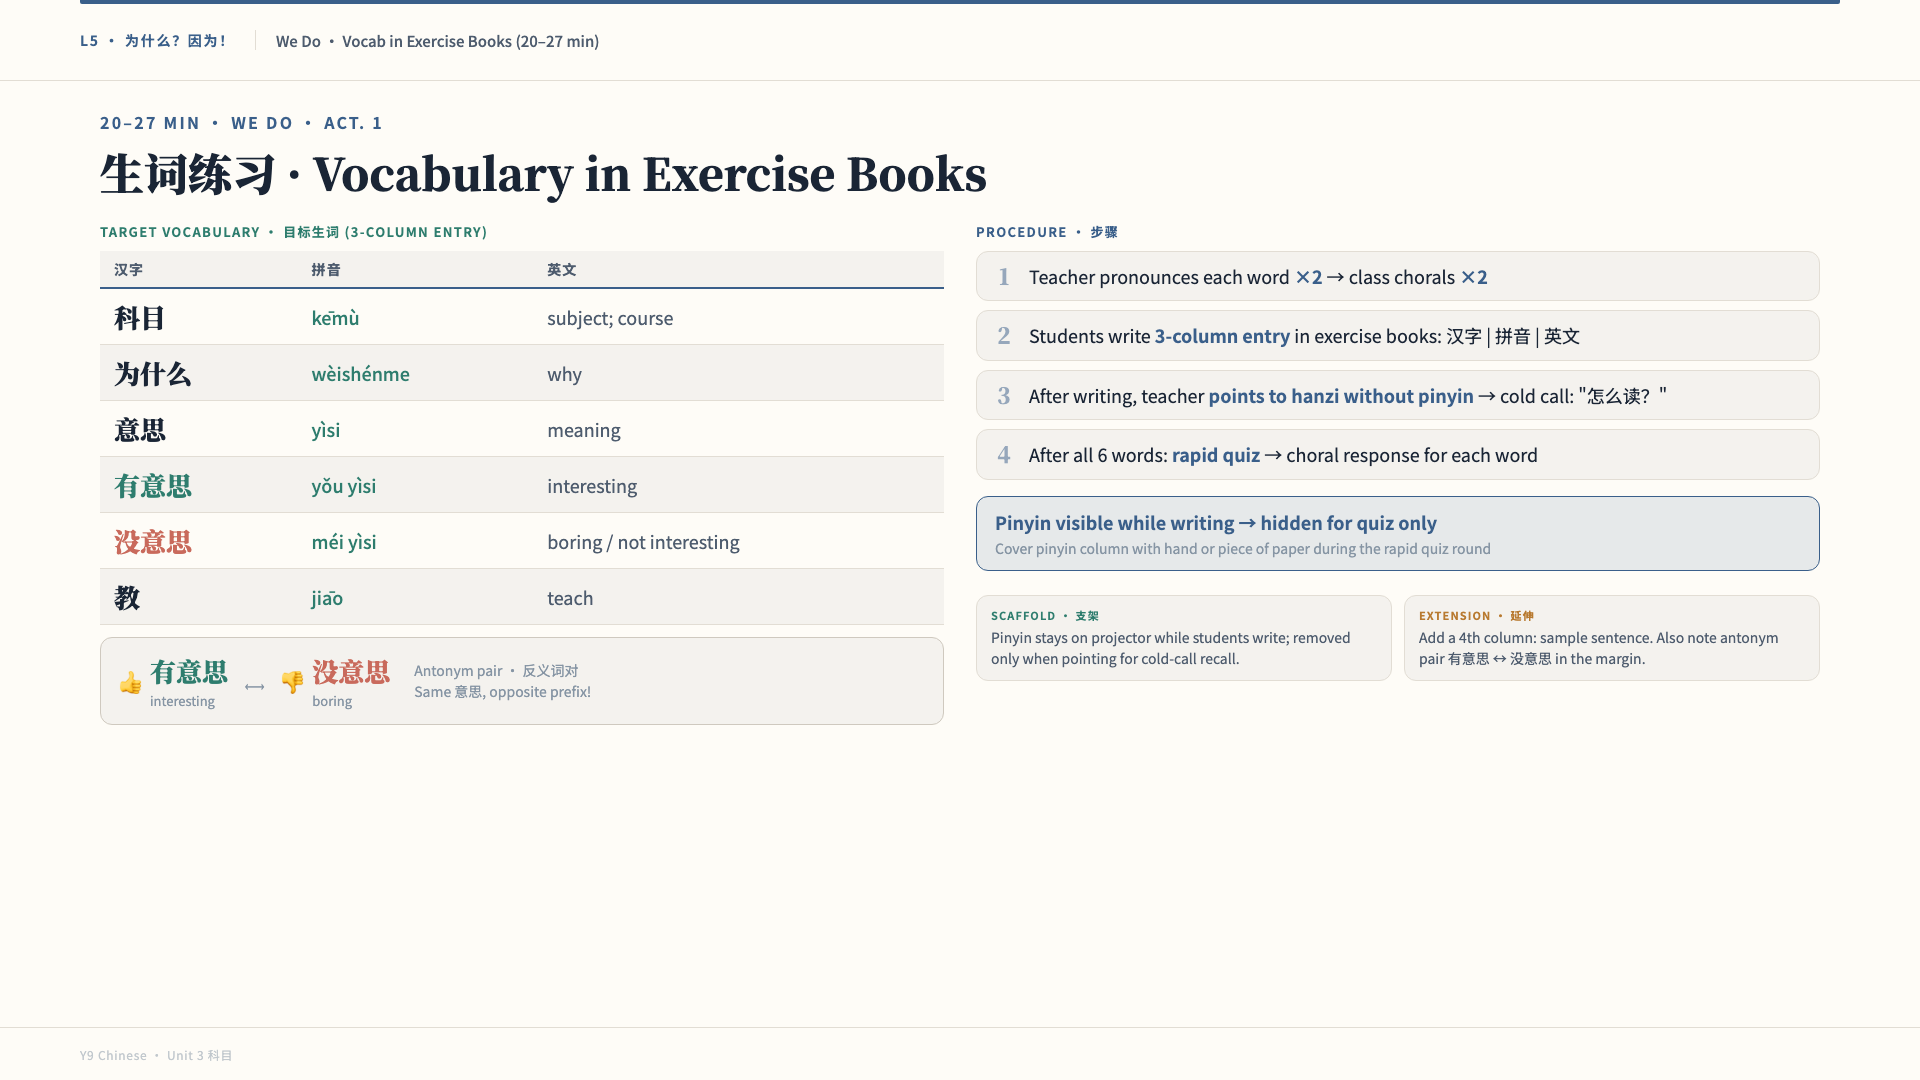 L5 • 为什么？因为！
We Do • Vocab in Exercise Books (20–27 min)
20–27 MIN • WE DO • ACT. 1
生词练习 · Vocabulary in Exercise Books
TARGET VOCABULARY • 目标生词 (3-COLUMN ENTRY)
汉字 拼音 英文
科目 kēmù subject; course
为什么 wèishénme why
意思 yìsi meaning
有意思 yǒu yìsi interesting
没意思 méi yìsi boring / not interesting
教 jiāo teach
👍 有意思 ↔ 👎 没意思
interesting boring
Antonym pair • 反义词对
Same 意思, opposite prefix!
PROCEDURE • 步骤
1 Teacher pronounces each word ×2 → class chorals ×2
2 Students write 3-column entry in exercise books: 汉字 | 拼音 | 英文
3 After writing, teacher points to hanzi without pinyin → cold call: "怎么读？"
4 After all 6 words: rapid quiz → choral response for each word
Pinyin visible while writing → hidden for quiz only
Cover pinyin column with hand or piece of paper during the rapid quiz round
SCAFFOLD • 支架
Pinyin stays on projector while students write; removed
only when pointing for cold-call recall.
EXTENSION • 延伸
Add a 4th column: sample sentence. Also note antonym
pair 有意思 ↔ 没意思 in the margin.
Y9 Chinese • Unit 3 科目